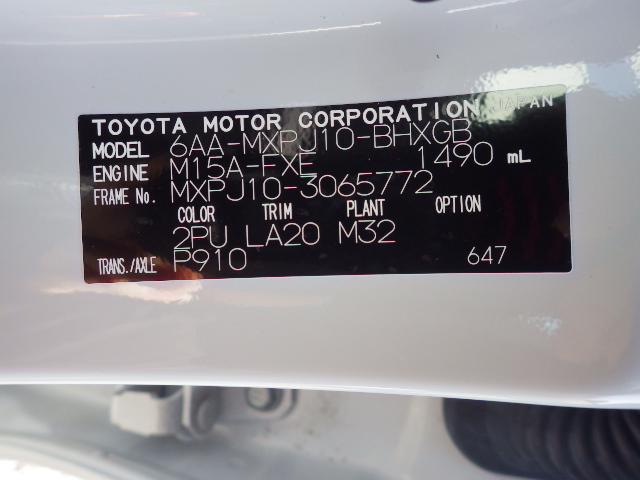 TOYOTA MOTOR CORPORATION JAPAN
MODEL 6AA-MXPJ10-BHXGB
ENGINE M15A-FXE 1490 mL
FRAME No. MXPJ10-3065772
COLOR TRIM PLANT OPTION
2PU LA20 M32
TRANS./AXLE P910 647